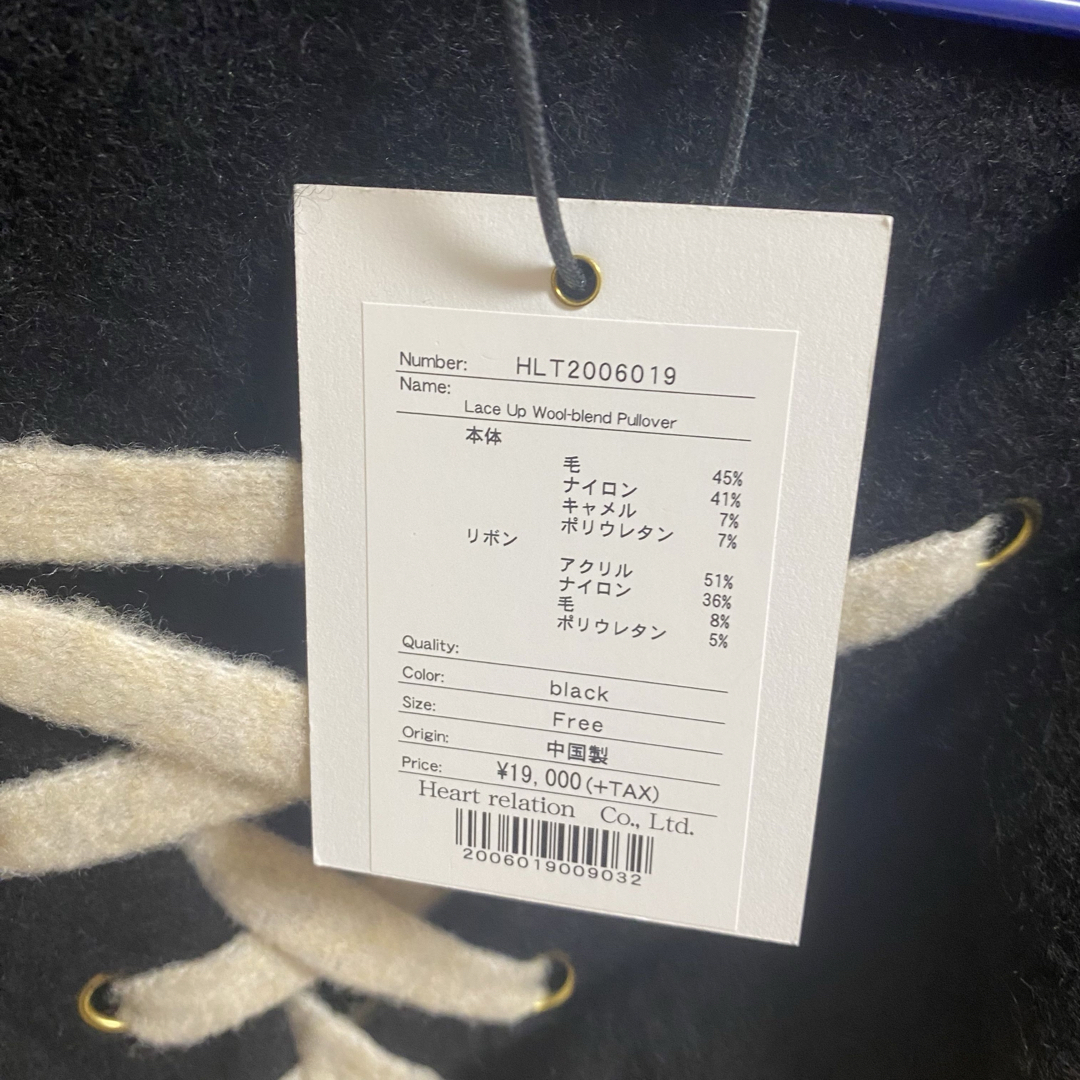 Number: HLT2006019
Name:
Lace Up Wool-blend Pullover
本体
毛 45%
ナイロン 41%
キャメル 7%
ポリウレタン 7%
リボン
アクリル 51%
ナイロン 36%
毛 8%
ポリウレタン 5%
Quality:
Color: black
Size: Free
Origin: 中国製
Price: ¥19,000(+TAX)
Heart relation Co., Ltd.
2006019009032